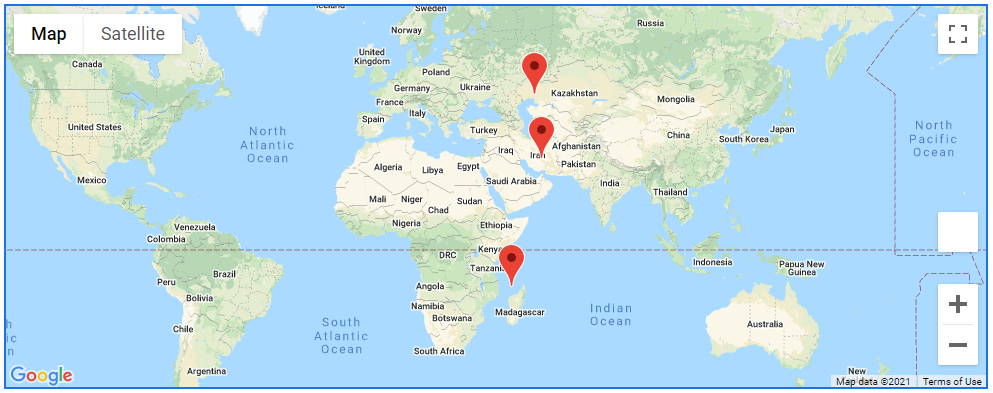 Map Satellite
Sweden
Russia
Norway
Canada
United
Kingdom
Poland
Germany
Ukraine
Kazakhstan
Mongolia
France
Italy
Spain
Turkey
United States
North
Atlantic
Ocean
North
Pacific
Ocean
Japan
South Korea
China
Iraq
Iran
Afghanistan
Pakistan
Algeria
Libya
Egypt
Saudi Arabia
India
Mexico
Mali
Niger
Sudan
Thailand
Chad
Nigeria
Ethiopia
Venezuela
Colombia
Kenya
DRC
Tanzania
Indonesia
Papua New
Guinea
Brazil
Peru
Angola
Bolivia
Namibia
Botswana
Madagascar
Indian
Ocean
South
Atlantic
Ocean
Chile
Australia
South Africa
Argentina
New
Google
Map data ©2021 Terms of Use